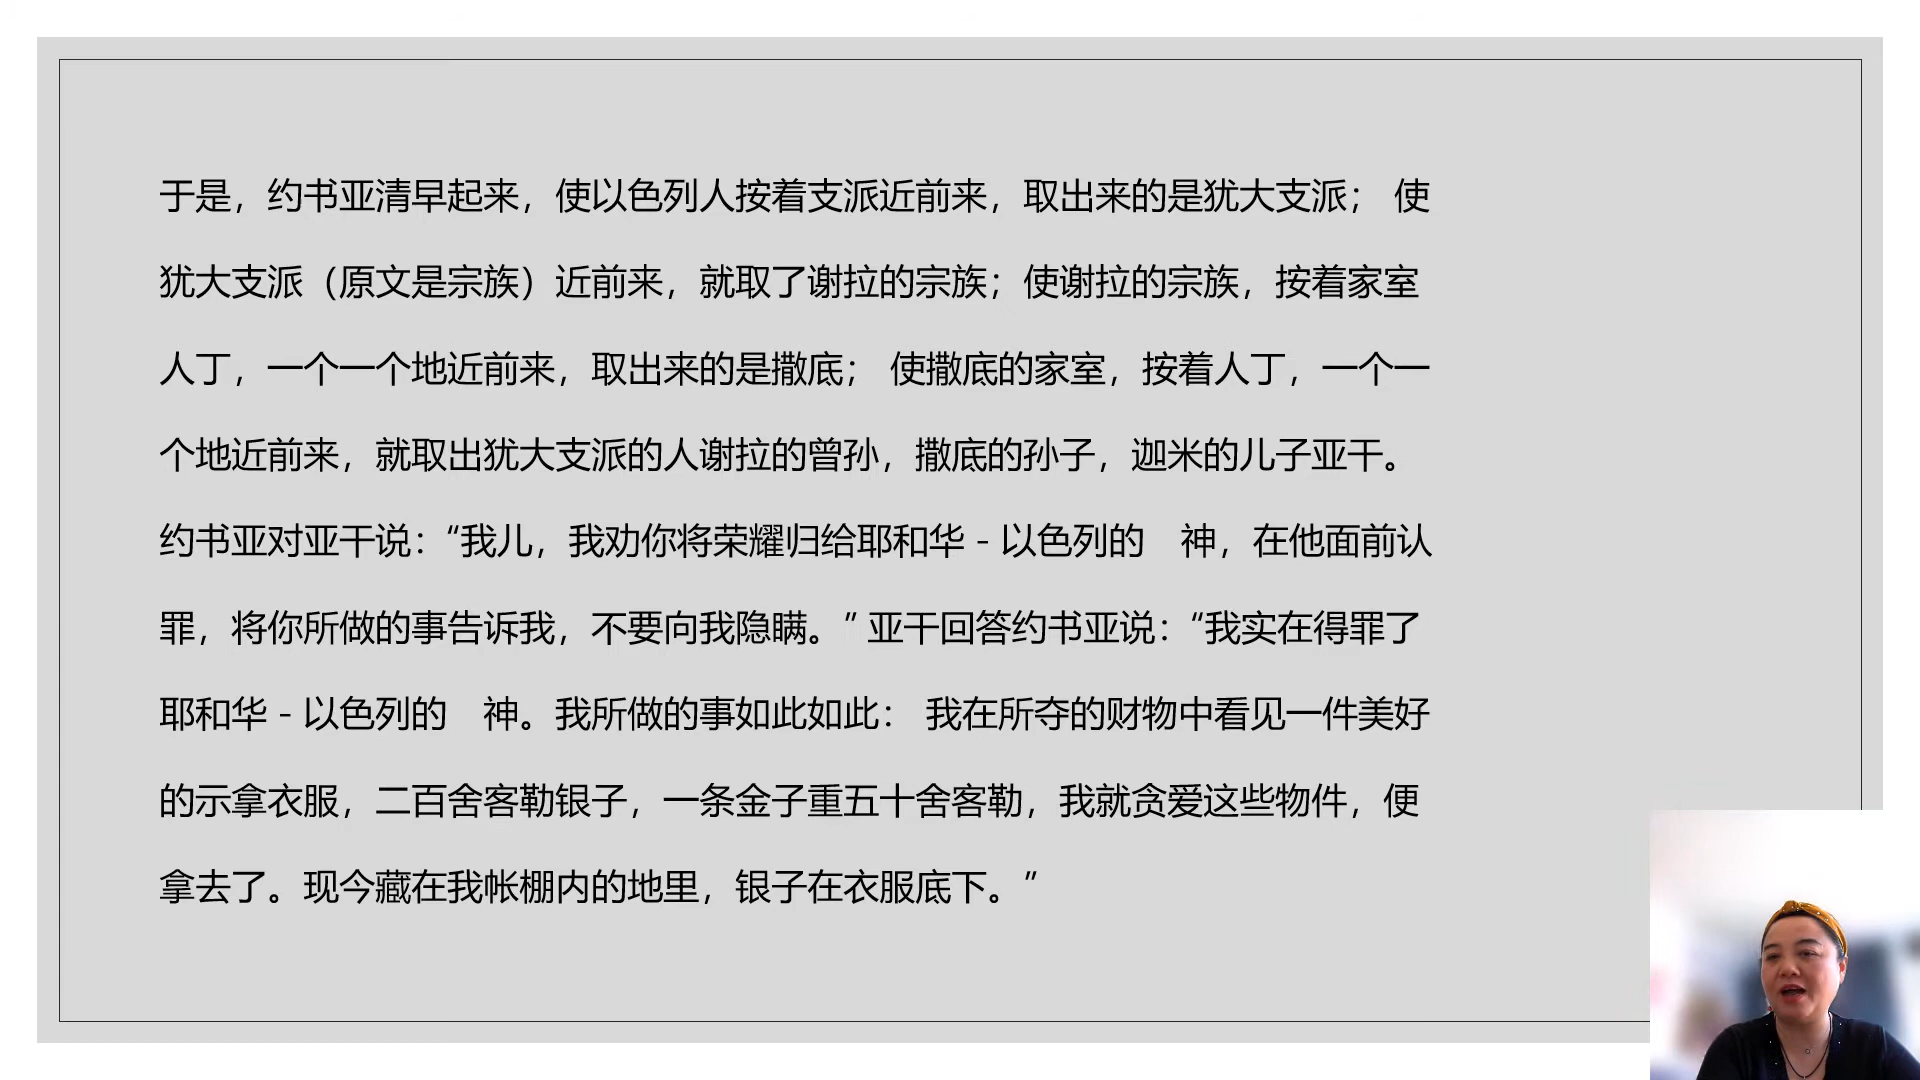 于是，约书亚清早起来，使以色列人按着支派近前来，取出来的是犹大支派； 使
犹大支派（原文是宗族）近前来，就取了谢拉的宗族；使谢拉的宗族，按着家室
人丁，一个一个地近前来，取出来的是撒底； 使撒底的家室，按着人丁，一个一
个地近前来，就取出犹大支派的人谢拉的曾孙，撒底的孙子，迦米的儿子亚干。
约书亚对亚干说：“我儿，我劝你将荣耀归给耶和华－以色列的　神，在他面前认
罪，将你所做的事告诉我，不要向我隐瞒。” 亚干回答约书亚说：“我实在得罪了
耶和华－以色列的　神。我所做的事如此如此： 我在所夺的财物中看见一件美好
的示拿衣服，二百舍客勒银子，一条金子重五十舍客勒，我就贪爱这些物件，便
拿去了。现今藏在我帐棚内的地里，银子在衣服底下。”